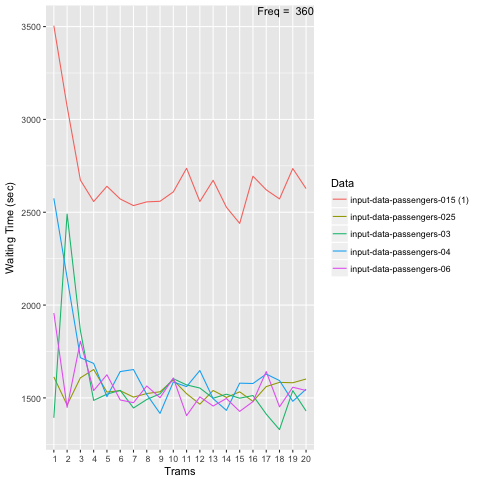 Freq = 360
3500
3000
2500
2000
1500
Waiting Time (sec)
1 2 3 4 5 6 7 8 9 10 11 12 13 14 15 16 17 18 19 20
Trams
Data
input-data-passengers-015 (1)
input-data-passengers-025
input-data-passengers-03
input-data-passengers-04
input-data-passengers-06